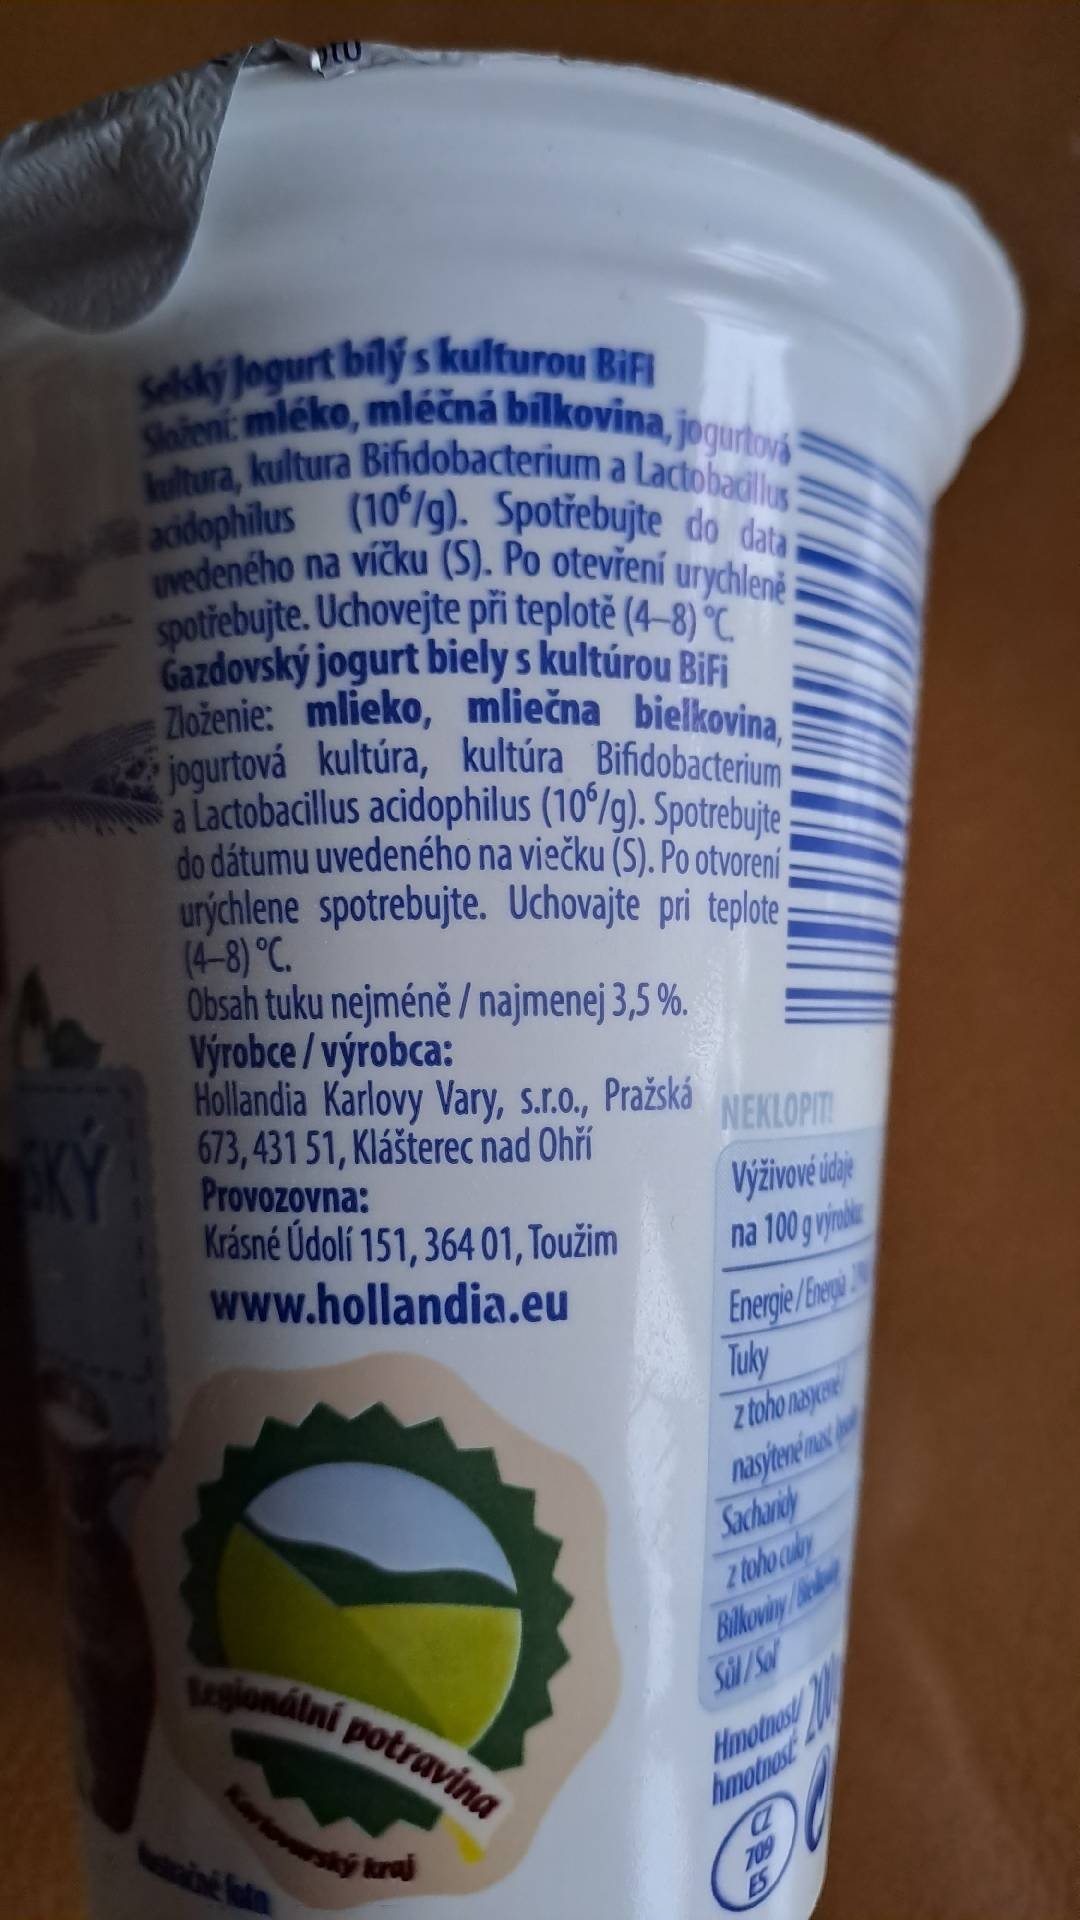 Selský Jogurt bílý s kulturou BiFi
Složení: mléko, mléčná bílkovina, jogurtová
kultura, kultura Bifidobacterium a Lactobacillus
acidophilus (10⁶/g). Spotřebujte do data
uvedeného na víčku (S). Po otevření urychleně
spotřebujte. Uchovejte při teplotě (4–8) °C.
Gazdovský jogurt biely s kultúrou BiFi
Zloženie: mlieko, mliečna bielkovina,
jogurtová kultúra, kultúra Bifidobacterium
a Lactobacillus acidophilus (10⁶/g). Spotrebujte
do dátumu uvedeného na viečku (S). Po otvorení
urýchlene spotrebujte. Uchovajte pri teplote
(4–8) °C.
Obsah tuku nejméně / najmenej 3,5 %.
Výrobce / výrobca:
Hollandia Karlovy Vary, s.r.o., Pražská
673, 431 51, Klášterec nad Ohří
Provozovna:
Krásné Údolí 151, 364 01, Toužim
www.hollandia.eu
Regionální potravina
Karlovarský kraj
SKÝ
NEKLOPIT!
Výživové údaje
na 100 g výrobku:
Energie / Energia
Tuky
z toho nasycené /
nasýtené mast.
Sacharidy
z toho cukry
Bílkoviny / Bielkoviny
Sůl / Soľ
Hmotnost/ 200
hmotnosť:
CZ
709
ES